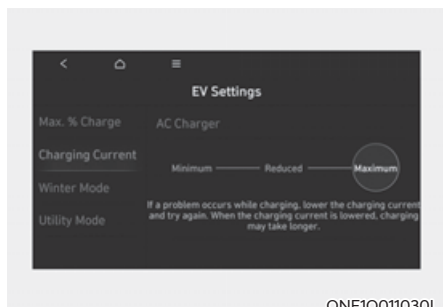 EV Settings
Max. % Charge
AC Charger
Charging Current
Minimum
Reduced
Maximum
Winter Mode
If a problem occurs while charging, lower the charging current
and try again. When the charging current is lowered, charging
may take longer.
Utility Mode